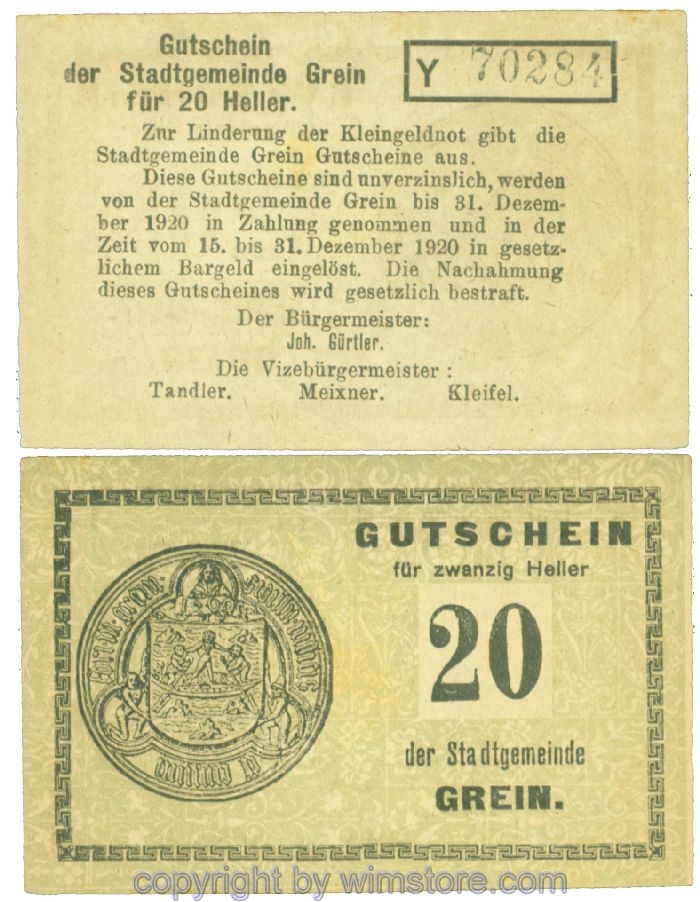 Gutschein
der Stadtgemeinde Grein
für 20 Heller.
Y 70284
Zur Linderung der Kleingeldnot gibt die
Stadtgemeinde Grein Gutscheine aus.
Diese Gutscheine sind unverzinslich, werden
von der Stadtgemeinde Grein bis 31. Dezem-
ber 1920 in Zahlung genommen und in der
Zeit vom 15. bis 31. Dezember 1920 in gesetz-
lichem Bargeld eingelöst. Die Nachahmung
dieses Gutscheines wird gesetzlich bestraft.
Der Bürgermeister:
Joh. Gürtler.
Die Vizebürgermeister :
Tandler. Meixner. Kleifel.
GUTSCHEIN
für zwanzig Heller
20
der Stadtgemeinde
GREIN.
copyright by wimstore.com